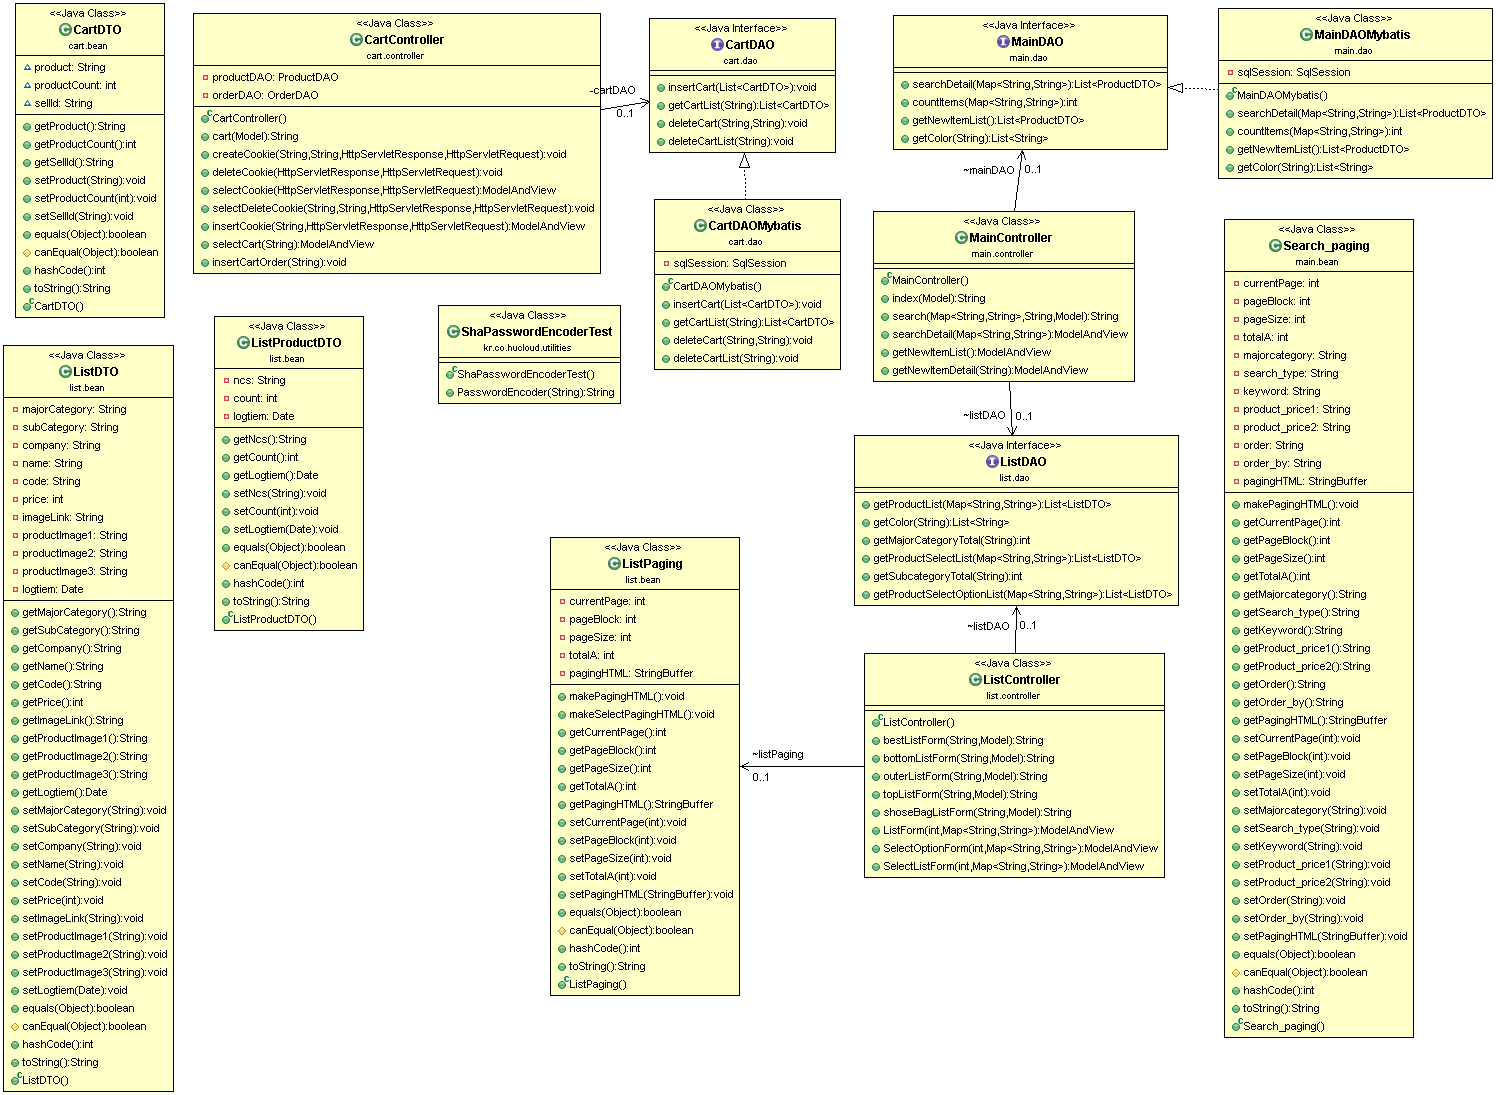 <<Java Class>>
CartDTO
cart.bean
product: String
productCount: int
sellId: String
getProduct():String
getProductCount():int
getSellId():String
setProduct(String):void
setProductCount(int):void
setSellId(String):void
equals(Object):boolean
canEqual(Object):boolean
hashCode():int
toString():String
CartDTO()
<<Java Class>>
CartController
cart.controller
productDAO: ProductDAO
orderDAO: OrderDAO
CartController()
cart(Model):String
createCookie(String,String,HttpServletResponse,HttpServletRequest):void
deleteCookie(HttpServletResponse,HttpServletRequest):void
selectCookie(HttpServletResponse,HttpServletRequest):ModelAndView
selectDeleteCookie(String,String,HttpServletResponse,HttpServletRequest):void
insertCookie(String,HttpServletResponse,HttpServletRequest):ModelAndView
selectCart(String):ModelAndView
insertCartOrder(String):void
-cartDAO
0..1
<<Java Interface>>
CartDAO
cart.dao
insertCart(List<CartDTO>):void
getCartList(String):List<CartDTO>
deleteCart(String,String):void
deleteCartList(String):void
<<Java Class>>
CartDAOMybatis
cart.dao
sqlSession: SqlSession
CartDAOMybatis()
insertCart(List<CartDTO>):void
getCartList(String):List<CartDTO>
deleteCart(String,String):void
deleteCartList(String):void
<<Java Interface>>
MainDAO
main.dao
searchDetail(Map<String,String>):List<ProductDTO>
countItems(Map<String,String>):int
getNewItemList():List<ProductDTO>
getColor(String):List<String>
<<Java Class>>
MainDAOMybatis
main.dao
sqlSession: SqlSession
MainDAOMybatis()
searchDetail(Map<String,String>):List<ProductDTO>
countItems(Map<String,String>):int
getNewItemList():List<ProductDTO>
getColor(String):List<String>
~mainDAO
0..1
<<Java Class>>
MainController
main.controller
MainController()
index(Model):String
search(Map<String,String>,String,Model):String
searchDetail(Map<String,String>):ModelAndView
getNewItemList():ModelAndView
getNewItemDetail(String):ModelAndView
~listDAO
0..1
<<Java Interface>>
ListDAO
list.dao
getProductList(Map<String,String>):List<ListDTO>
getColor(String):List<String>
getMajorCategoryTotal(String):int
getProductSelectList(Map<String,String>):List<ListDTO>
getSubcategoryTotal(String):int
getProductSelectOptionList(Map<String,String>):List<ListDTO>
~listDAO
0..1
<<Java Class>>
ListController
list.controller
ListController()
bestListForm(String,Model):String
bottomListForm(String,Model):String
outerListForm(String,Model):String
topListForm(String,Model):String
shoseBagListForm(String,Model):String
ListForm(int,Map<String,String>):ModelAndView
SelectOptionForm(int,Map<String,String>):ModelAndView
SelectListForm(int,Map<String,String>):ModelAndView
~listPaging
0..1
<<Java Class>>
ListPaging
list.bean
currentPage: int
pageBlock: int
pageSize: int
totalA: int
pagingHTML: StringBuffer
makePagingHTML():void
makeSelectPagingHTML():void
getCurrentPage():int
getPageBlock():int
getPageSize():int
getTotalA():int
getPagingHTML():StringBuffer
setCurrentPage(int):void
setPageBlock(int):void
setPageSize(int):void
setTotalA(int):void
setPagingHTML(StringBuffer):void
equals(Object):boolean
canEqual(Object):boolean
hashCode():int
toString():String
ListPaging()
<<Java Class>>
ShaPasswordEncoderTest
kr.co.hucloud.utilities
ShaPasswordEncoderTest()
PasswordEncoder(String):String
<<Java Class>>
ListProductDTO
list.bean
ncs: String
count: int
logtiem: Date
getNcs():String
getCount():int
getLogtiem():Date
setNcs(String):void
setCount(int):void
setLogtiem(Date):void
equals(Object):boolean
canEqual(Object):boolean
hashCode():int
toString():String
ListProductDTO()
<<Java Class>>
ListDTO
list.bean
majorCategory: String
subCategory: String
company: String
name: String
code: String
price: int
imageLink: String
productImage1: String
productImage2: String
productImage3: String
logtiem: Date
getMajorCategory():String
getSubCategory():String
getCompany():String
getName():String
getCode():String
getPrice():int
getImageLink():String
getProductImage1():String
getProductImage2():String
getProductImage3():String
getLogtiem():Date
setMajorCategory(String):void
setSubCategory(String):void
setCompany(String):void
setName(String):void
setCode(String):void
setPrice(int):void
setImageLink(String):void
setProductImage1(String):void
setProductImage2(String):void
setProductImage3(String):void
setLogtiem(Date):void
equals(Object):boolean
canEqual(Object):boolean
hashCode():int
toString():String
ListDTO()
<<Java Class>>
Search_paging
main.bean
currentPage: int
pageBlock: int
pageSize: int
totalA: int
majorcategory: String
search_type: String
keyword: String
product_price1: String
product_price2: String
order: String
order_by: String
pagingHTML: StringBuffer
makePagingHTML():void
getCurrentPage():int
getPageBlock():int
getPageSize():int
getTotalA():int
getMajorcategory():String
getSearch_type():String
getKeyword():String
getProduct_price1():String
getProduct_price2():String
getOrder():String
getOrder_by():String
getPagingHTML():StringBuffer
setCurrentPage(int):void
setPageBlock(int):void
setPageSize(int):void
setTotalA(int):void
setMajorcategory(String):void
setSearch_type(String):void
setKeyword(String):void
setProduct_price1(String):void
setProduct_price2(String):void
setOrder(String):void
setOrder_by(String):void
setPagingHTML(StringBuffer):void
equals(Object):boolean
canEqual(Object):boolean
hashCode():int
toString():String
Search_paging()